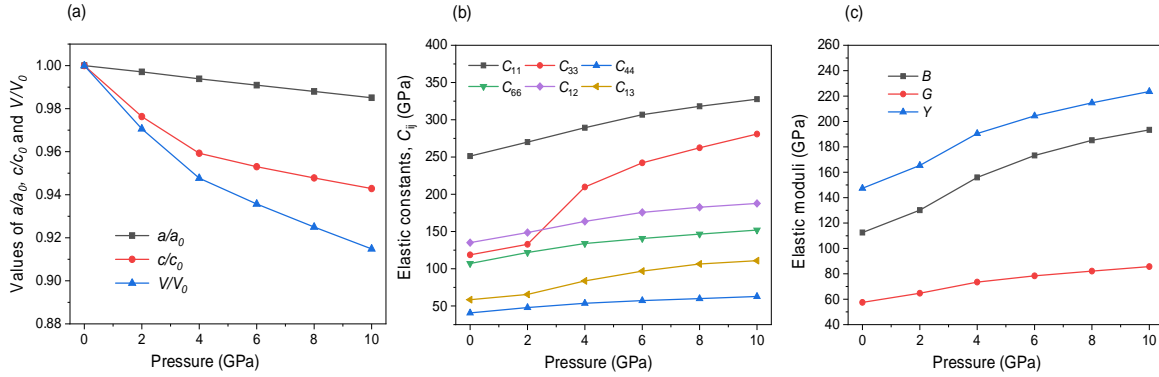 (a)
Values of a/a0, c/c0 and V/V0
1.00
0.98
0.96
0.94
0.92
0.90
0.88
a/a0
c/c0
V/V0
0 2 4 6 8 10
Pressure (GPa)
(b)
Elastic constants, Cij (GPa)
400
350
300
250
200
150
100
50
C11 C33 C44
C66 C12 C13
0 2 4 6 8 10
Pressure (GPa)
(c)
Elastic moduli (GPa)
260
240
220
200
180
160
140
120
100
80
60
40
B
G
Y
0 2 4 6 8 10
Pressure (GPa)